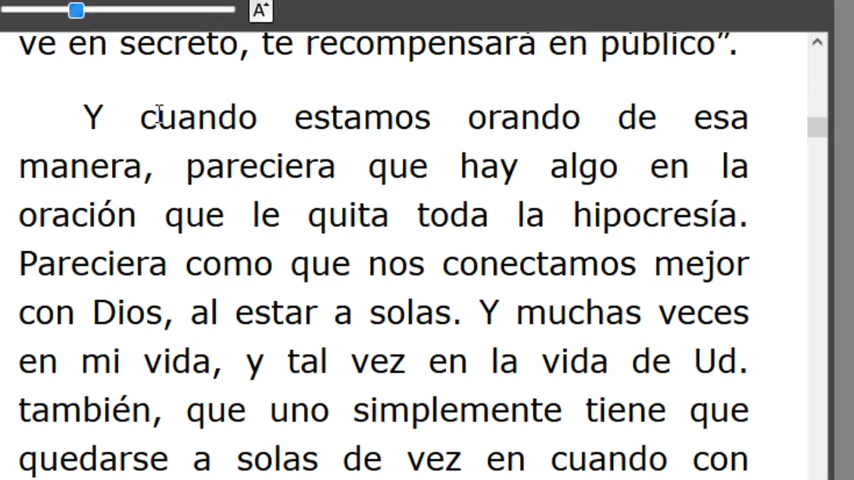 A
ve en secreto, te recompensará en público”.
Y cuando estamos orando de esa
manera, pareciera que hay algo en la
oración que le quita toda la hipocresía.
Pareciera como que nos conectamos mejor
con Dios, al estar a solas. Y muchas veces
en mi vida, y tal vez en la vida de Ud.
también, que uno simplemente tiene que
quedarse a solas de vez en cuando con